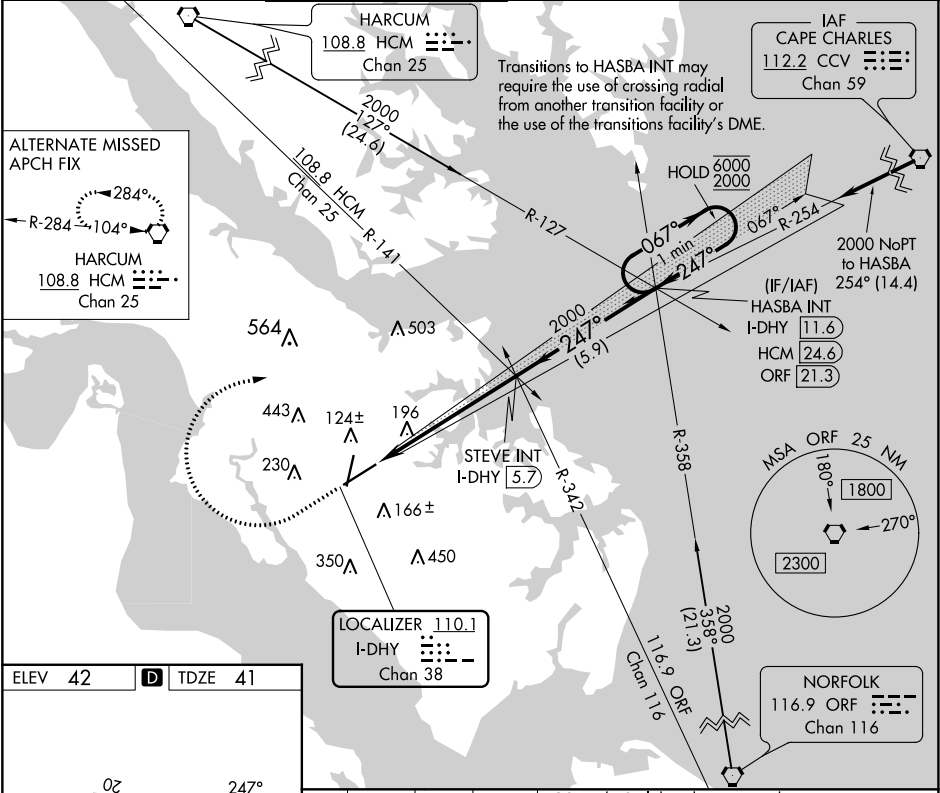 HARCUM
108.8 HCM
Chan 25
IAF
CAPE CHARLES
112.2 CCV
Chan 59
Transitions to HASBA INT may
require the use of crossing radial
from another transition facility or
the use of the transitions facility's DME.
2000
127°
(24.6)
ALTERNATE MISSED
APCH FIX
284°
R-284
104°
HARCUM
108.8 HCM
Chan 25
108.8 HCM
Chan 25
R-141
R-127
HOLD 6000
2000
067°
1 min
247°
067°
R-254
2000 NoPT
to HASBA
254° (14.4)
(IF/IAF)
HASBA INT
I-DHY 11.6
HCM 24.6
ORF 21.3
2000
247°
(5.9)
564
503
443
124±
196
230
166±
350
450
STEVE INT
I-DHY 5.7
R-342
R-358
MSA ORF 25 NM
180°
1800
270°
2300
LOCALIZER 110.1
I-DHY
Chan 38
116.9 ORF
Chan 116
2000
358°
(21.3)
NORFOLK
116.9 ORF
Chan 116
ELEV 42
D
TDZE 41
20
247°